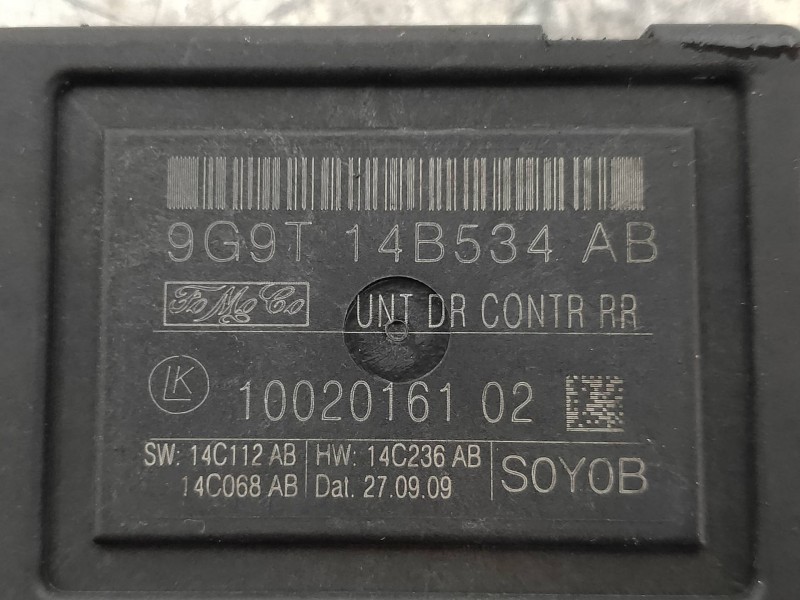 9G9T 14B534 AB
FoMoCo UNT DR CONTR RR
LK 10020161 02
SW: 14C112 AB HW: 14C236 AB
14C068 AB Dat. 27.09.09
SOYOB